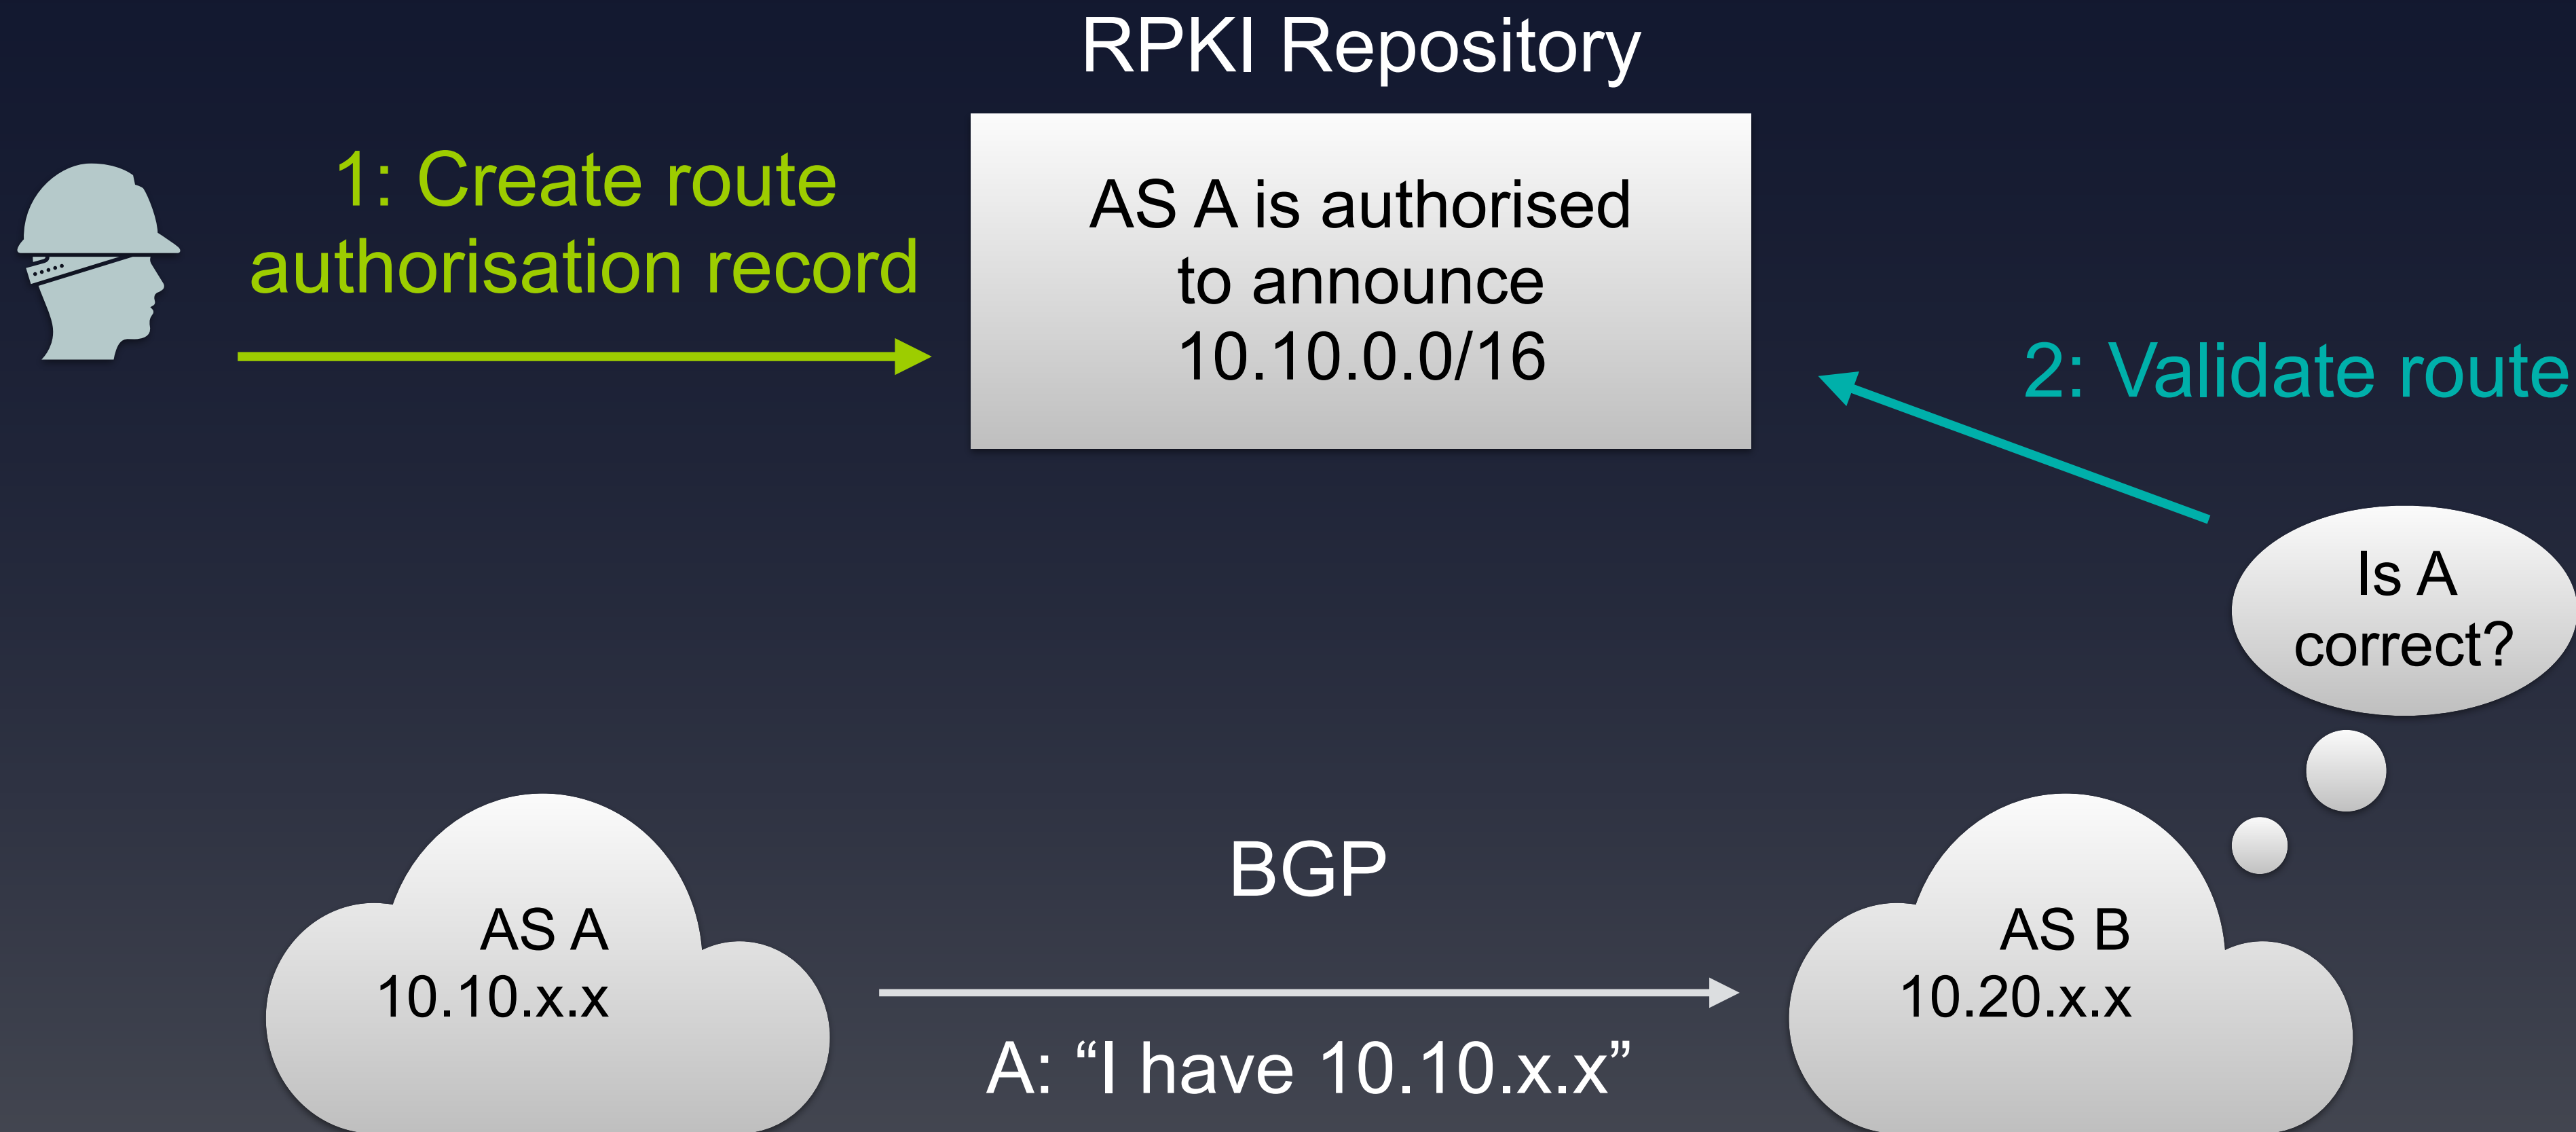 RPKI Repository
1: Create route
authorisation record
AS A is authorised
to announce
10.10.0.0/16
2: Validate route
Is A
correct?
AS A
10.10.x.x
BGP
A: “I have 10.10.x.x”
AS B
10.20.x.x